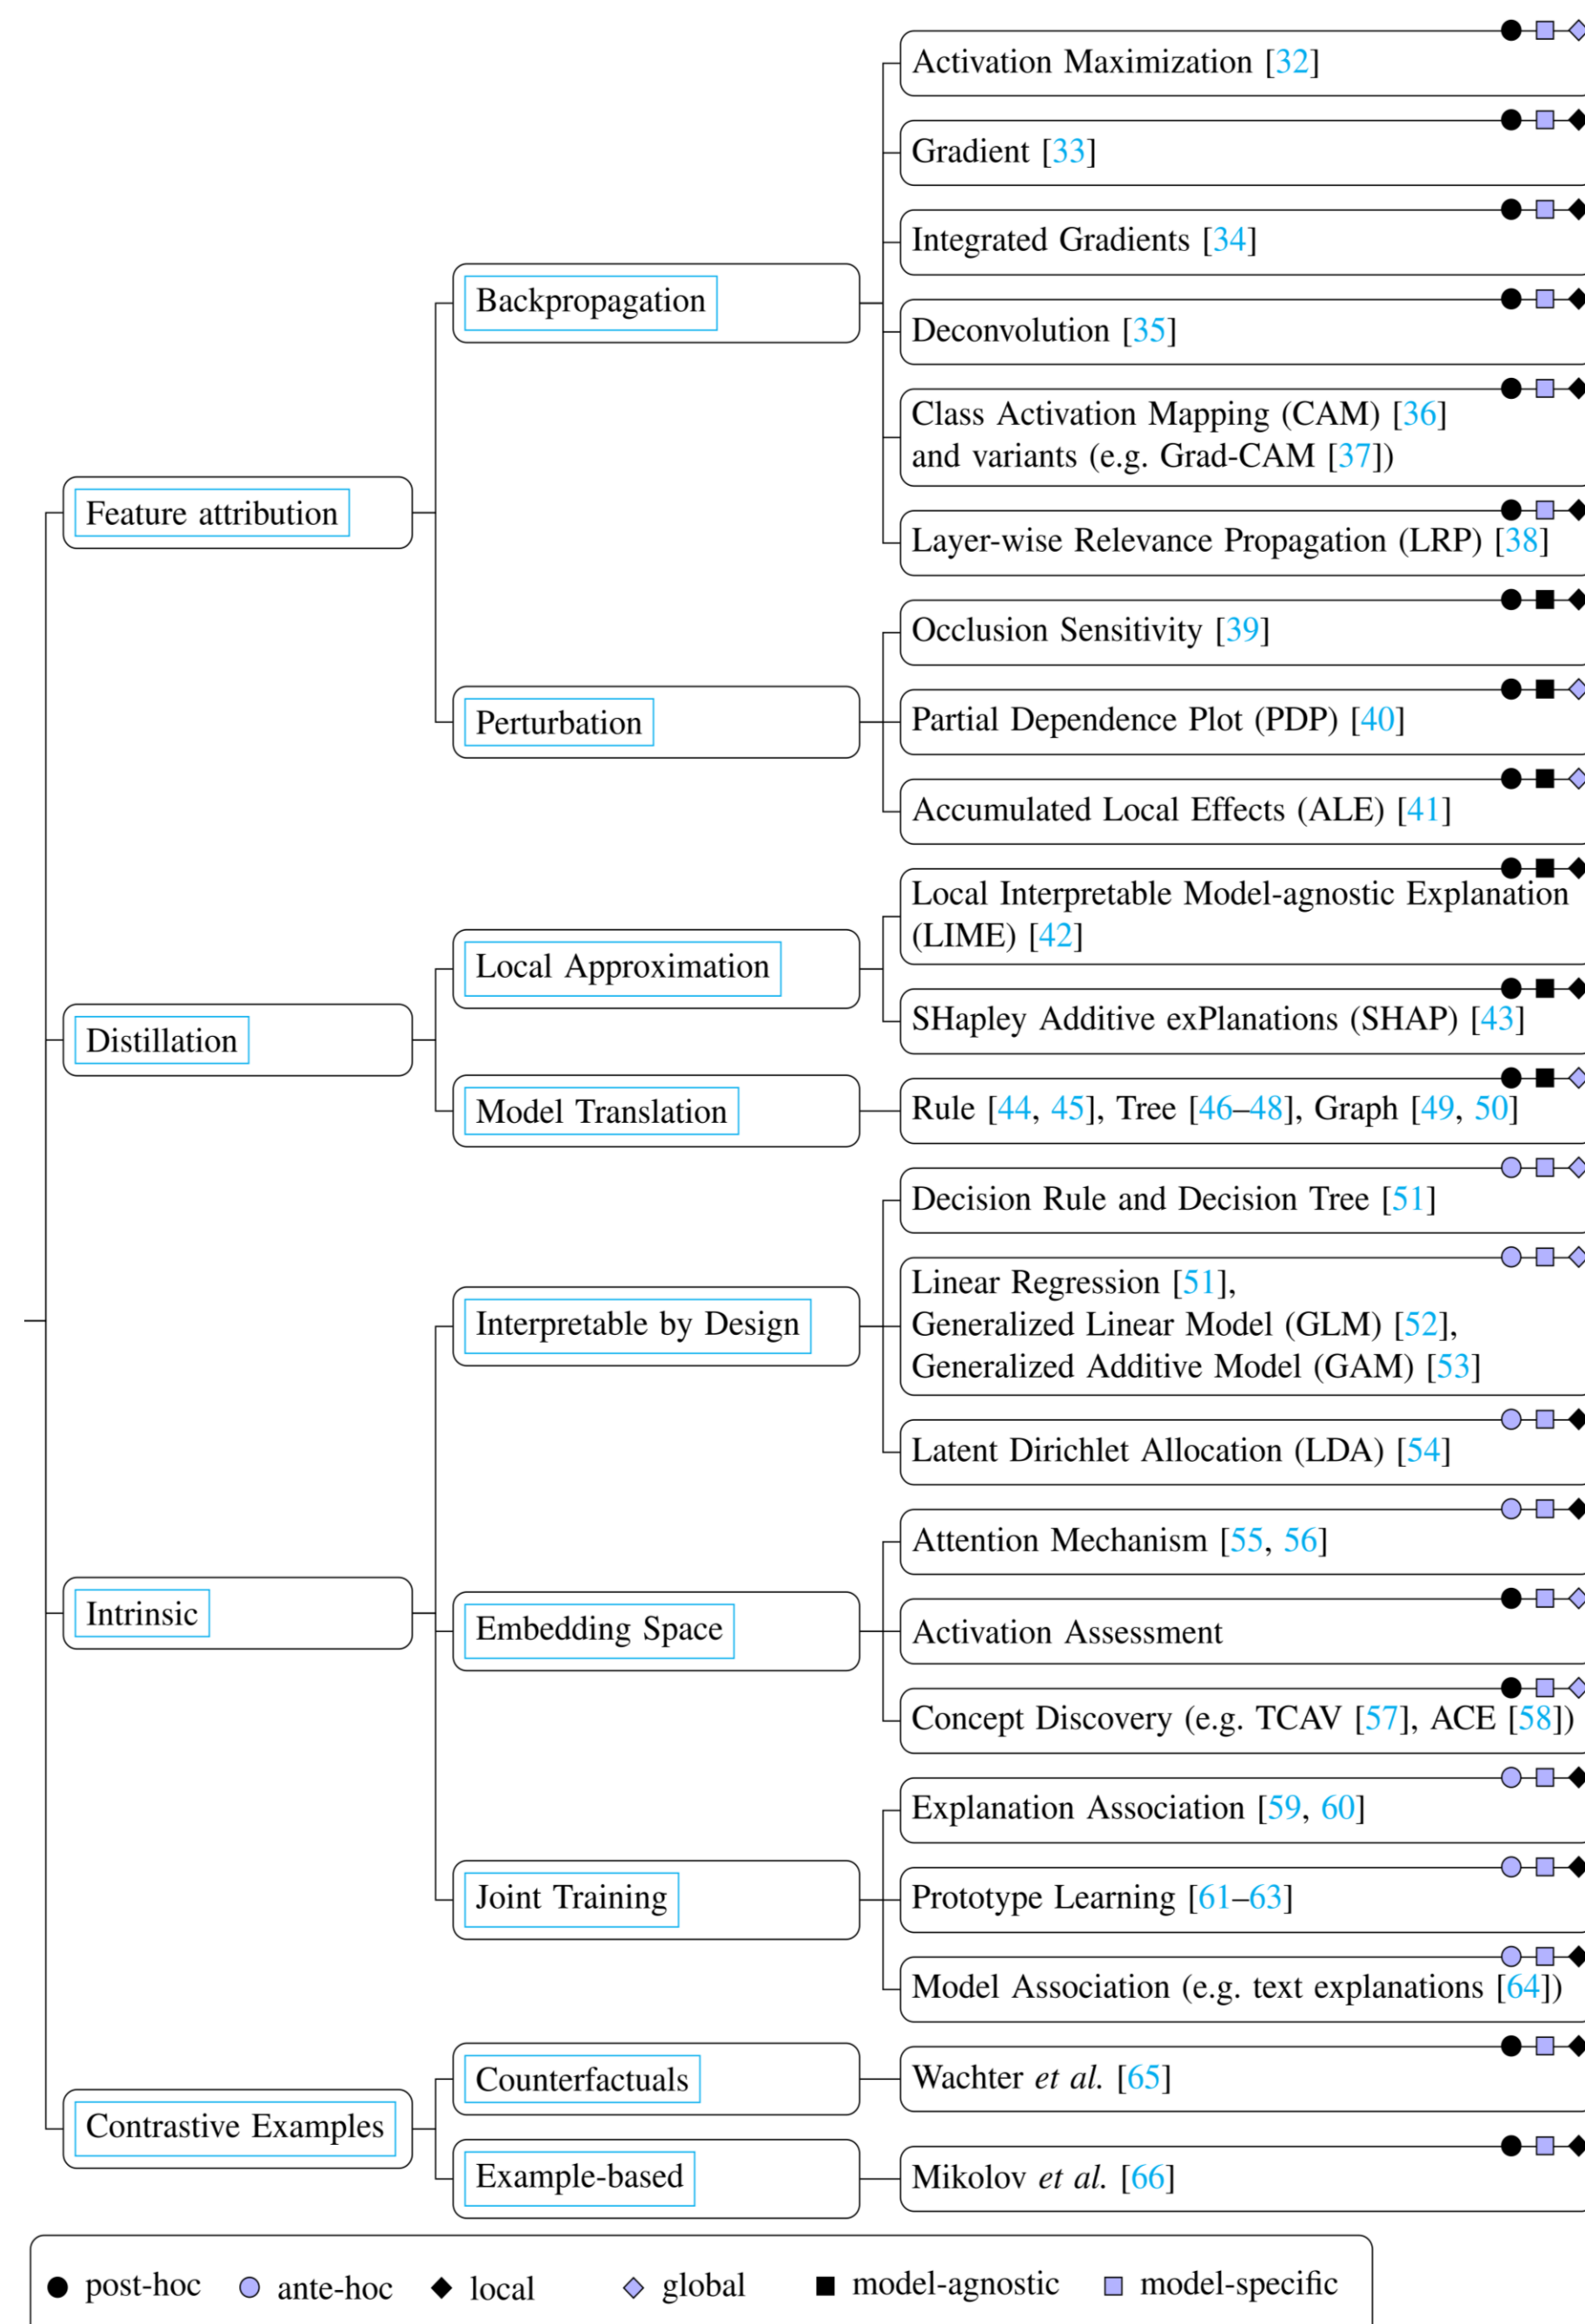 Activation Maximization [32]
Gradient [33]
Integrated Gradients [34]
Backpropagation
Deconvolution [35]
Class Activation Mapping (CAM) [36]
and variants (e.g. Grad-CAM [37])
Feature attribution
Layer-wise Relevance Propagation (LRP) [38]
Occlusion Sensitivity [39]
Perturbation
Partial Dependence Plot (PDP) [40]
Accumulated Local Effects (ALE) [41]
Local Interpretable Model-agnostic Explanation
(LIME) [42]
Local Approximation
SHapley Additive exPlanations (SHAP) [43]
Distillation
Model Translation
Rule [44, 45], Tree [46–48], Graph [49, 50]
Decision Rule and Decision Tree [51]
Linear Regression [51],
Interpretable by Design
Generalized Linear Model (GLM) [52],
Generalized Additive Model (GAM) [53]
Latent Dirichlet Allocation (LDA) [54]
Attention Mechanism [55, 56]
Intrinsic
Embedding Space
Activation Assessment
Concept Discovery (e.g. TCAV [57], ACE [58])
Explanation Association [59, 60]
Joint Training
Prototype Learning [61–63]
Model Association (e.g. text explanations [64])
Counterfactuals
Wachter et al. [65]
Contrastive Examples
Example-based
Mikolov et al. [66]
post-hoc ante-hoc local global model-agnostic model-specific